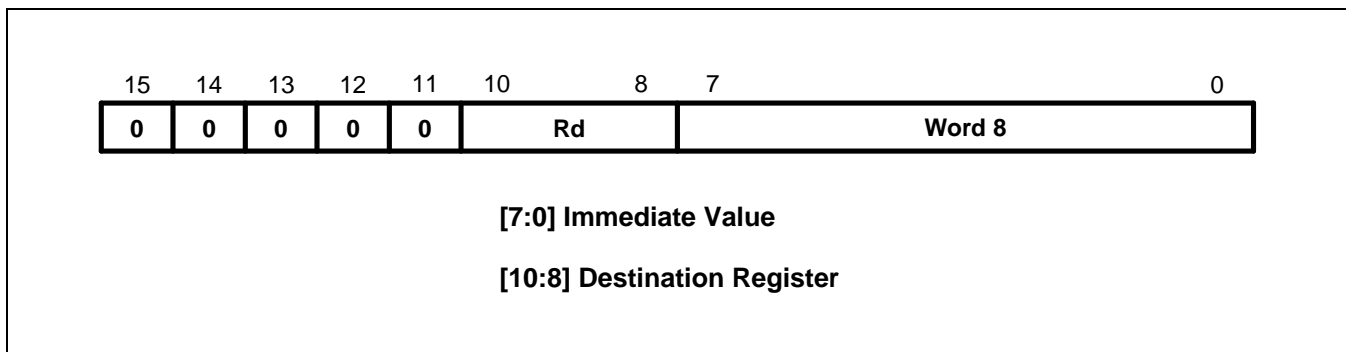 15 14 13 12 11 10 8 7 0
0 0 0 0 0 Rd Word 8
[7:0] Immediate Value
[10:8] Destination Register